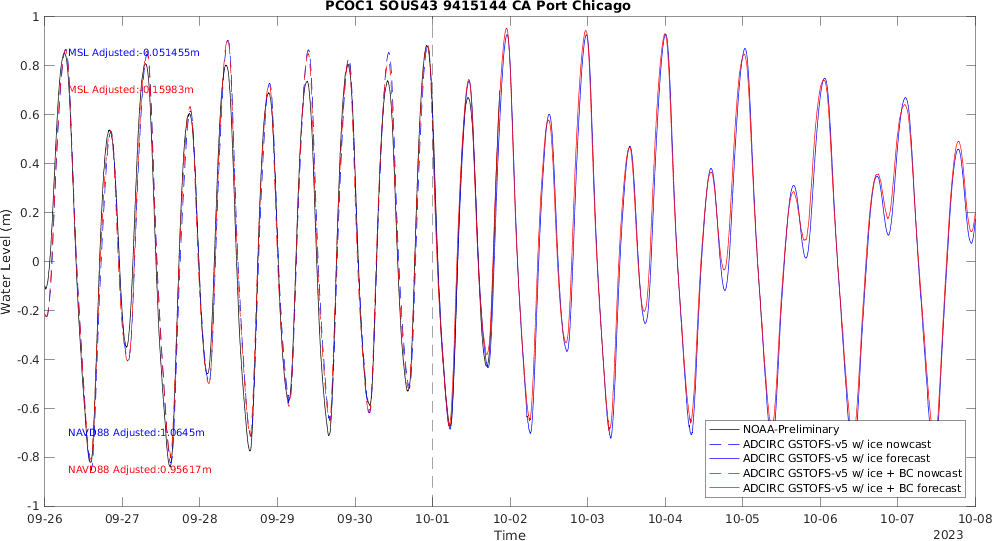 PCOC1 SOUS43 9415144 CA Port Chicago
Water Level (m)
1
0.8
0.6
0.4
0.2
0
-0.2
-0.4
-0.6
-0.8
-1
MSL Adjusted:-0.051455m
MSL Adjusted:-0.15983m
NAVD88 Adjusted:1.0645m
NAVD88 Adjusted:0.95617m
NOAA-Preliminary
ADCIRC GSTOFS-v5 w/ ice nowcast
ADCIRC GSTOFS-v5 w/ ice forecast
ADCIRC GSTOFS-v5 w/ ice + BC nowcast
ADCIRC GSTOFS-v5 w/ ice + BC forecast
09-26 09-27 09-28 09-29 09-30 10-01 10-02 10-03 10-04 10-05 10-06 10-07 10-08
Time
2023